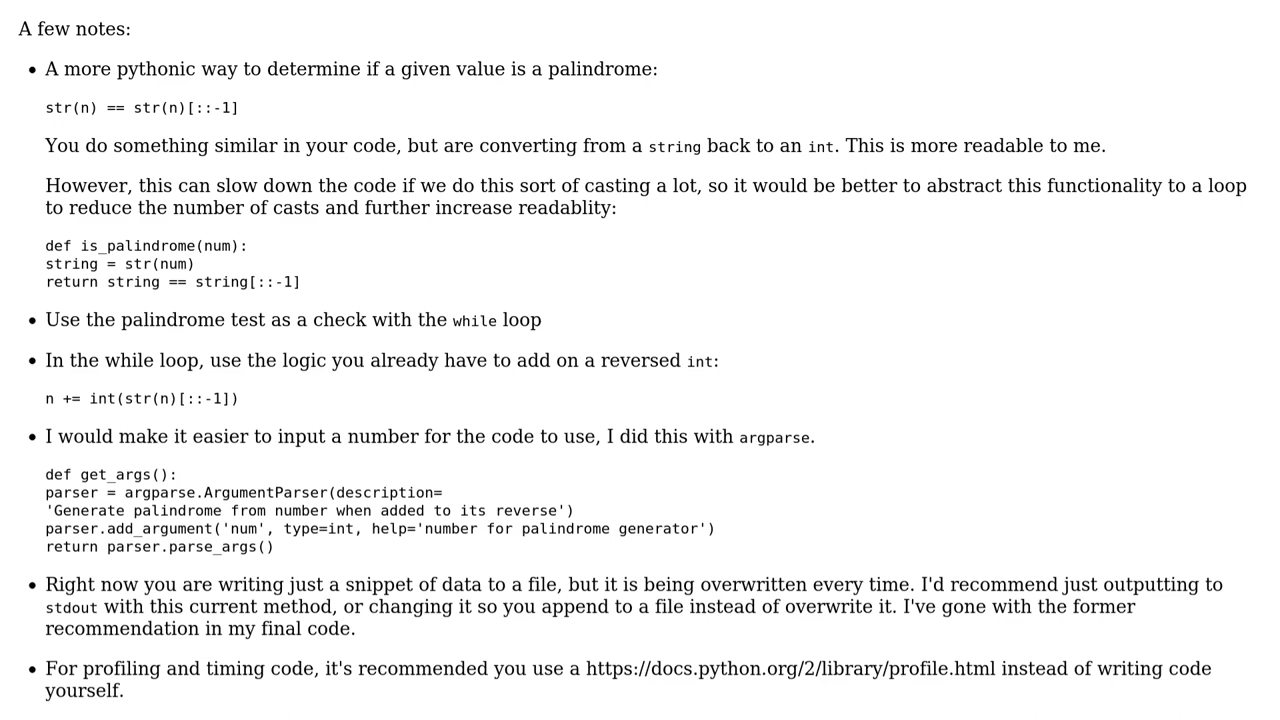 A few notes:
• A more pythonic way to determine if a given value is a palindrome:
str(n) == str(n)[::-1]
You do something similar in your code, but are converting from a string back to an int. This is more readable to me.
However, this can slow down the code if we do this sort of casting a lot, so it would be better to abstract this functionality to a loop
to reduce the number of casts and further increase readablity:
def is_palindrome(num):
string = str(num)
return string == string[::-1]
• Use the palindrome test as a check with the while loop
• In the while loop, use the logic you already have to add on a reversed int:
n += int(str(n)[::-1])
• I would make it easier to input a number for the code to use, I did this with argparse.
def get_args():
parser = argparse.ArgumentParser(description=
'Generate palindrome from number when added to its reverse')
parser.add_argument('num', type=int, help='number for palindrome generator')
return parser.parse_args()
• Right now you are writing just a snippet of data to a file, but it is being overwritten every time. I'd recommend just outputting to
stdout with this current method, or changing it so you append to a file instead of overwrite it. I've gone with the former
recommendation in my final code.
• For profiling and timing code, it's recommended you use a https://docs.python.org/2/library/profile.html instead of writing code
yourself.